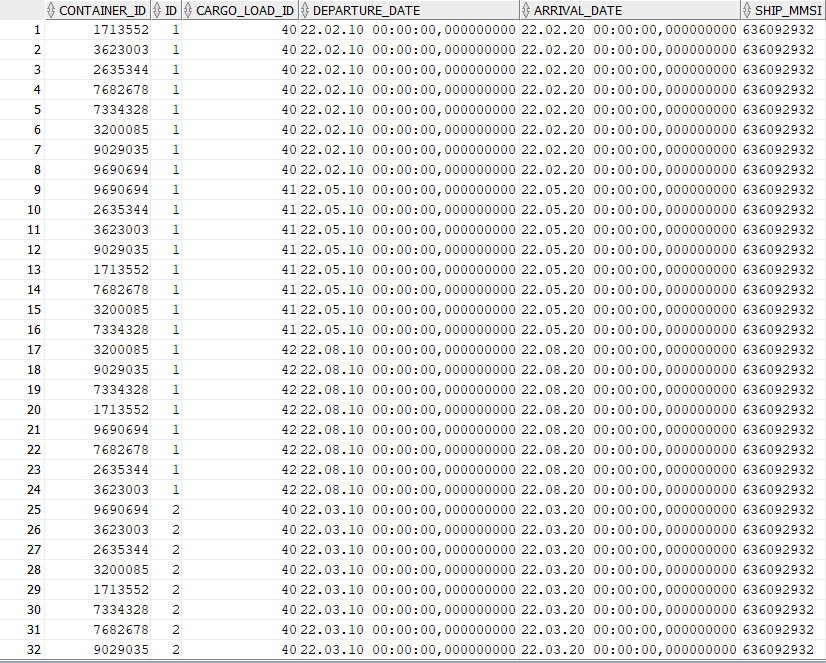 CONTAINER_ID ID CARGO_LOAD_ID DEPARTURE_DATE ARRIVAL_DATE SHIP_MMSI
1 1713552 1 40 22.02.10 00:00:00,000000000 22.02.20 00:00:00,000000000 636092932
2 3623003 1 40 22.02.10 00:00:00,000000000 22.02.20 00:00:00,000000000 636092932
3 2635344 1 40 22.02.10 00:00:00,000000000 22.02.20 00:00:00,000000000 636092932
4 7682678 1 40 22.02.10 00:00:00,000000000 22.02.20 00:00:00,000000000 636092932
5 7334328 1 40 22.02.10 00:00:00,000000000 22.02.20 00:00:00,000000000 636092932
6 3200085 1 40 22.02.10 00:00:00,000000000 22.02.20 00:00:00,000000000 636092932
7 9029035 1 40 22.02.10 00:00:00,000000000 22.02.20 00:00:00,000000000 636092932
8 9690694 1 40 22.02.10 00:00:00,000000000 22.02.20 00:00:00,000000000 636092932
9 9690694 1 41 22.05.10 00:00:00,000000000 22.05.20 00:00:00,000000000 636092932
10 2635344 1 41 22.05.10 00:00:00,000000000 22.05.20 00:00:00,000000000 636092932
11 3623003 1 41 22.05.10 00:00:00,000000000 22.05.20 00:00:00,000000000 636092932
12 9029035 1 41 22.05.10 00:00:00,000000000 22.05.20 00:00:00,000000000 636092932
13 1713552 1 41 22.05.10 00:00:00,000000000 22.05.20 00:00:00,000000000 636092932
14 7682678 1 41 22.05.10 00:00:00,000000000 22.05.20 00:00:00,000000000 636092932
15 3200085 1 41 22.05.10 00:00:00,000000000 22.05.20 00:00:00,000000000 636092932
16 7334328 1 41 22.05.10 00:00:00,000000000 22.05.20 00:00:00,000000000 636092932
17 3200085 1 42 22.08.10 00:00:00,000000000 22.08.20 00:00:00,000000000 636092932
18 9029035 1 42 22.08.10 00:00:00,000000000 22.08.20 00:00:00,000000000 636092932
19 7334328 1 42 22.08.10 00:00:00,000000000 22.08.20 00:00:00,000000000 636092932
20 1713552 1 42 22.08.10 00:00:00,000000000 22.08.20 00:00:00,000000000 636092932
21 9690694 1 42 22.08.10 00:00:00,000000000 22.08.20 00:00:00,000000000 636092932
22 7682678 1 42 22.08.10 00:00:00,000000000 22.08.20 00:00:00,000000000 636092932
23 2635344 1 42 22.08.10 00:00:00,000000000 22.08.20 00:00:00,000000000 636092932
24 3623003 1 42 22.08.10 00:00:00,000000000 22.08.20 00:00:00,000000000 636092932
25 9690694 2 40 22.03.10 00:00:00,000000000 22.03.20 00:00:00,000000000 636092932
26 3623003 2 40 22.03.10 00:00:00,000000000 22.03.20 00:00:00,000000000 636092932
27 2635344 2 40 22.03.10 00:00:00,000000000 22.03.20 00:00:00,000000000 636092932
28 3200085 2 40 22.03.10 00:00:00,000000000 22.03.20 00:00:00,000000000 636092932
29 1713552 2 40 22.03.10 00:00:00,000000000 22.03.20 00:00:00,000000000 636092932
30 7334328 2 40 22.03.10 00:00:00,000000000 22.03.20 00:00:00,000000000 636092932
31 7682678 2 40 22.03.10 00:00:00,000000000 22.03.20 00:00:00,000000000 636092932
32 9029035 2 40 22.03.10 00:00:00,000000000 22.03.20 00:00:00,000000000 636092932